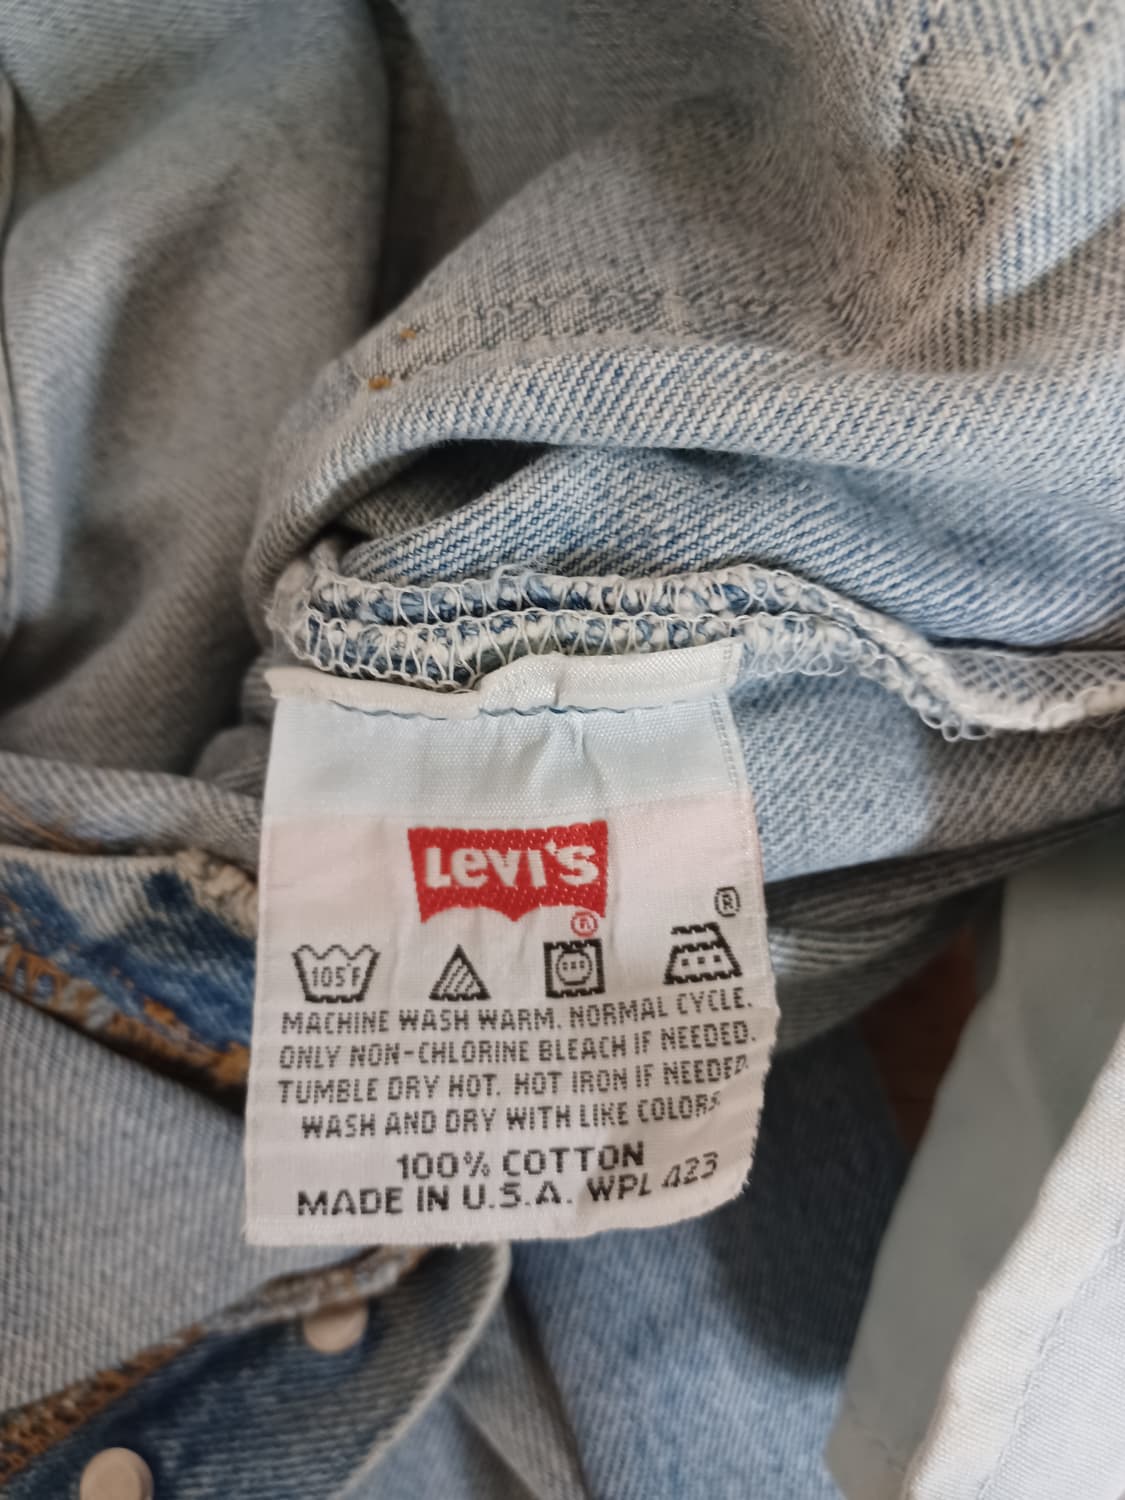 LEVI'S
®
®
105°F
MACHINE WASH WARM. NORMAL CYCLE.
ONLY NON-CHLORINE BLEACH IF NEEDED.
TUMBLE DRY HOT. HOT IRON IF NEEDED.
WASH AND DRY WITH LIKE COLORS.
100% COTTON
MADE IN U.S.A. WPL 423